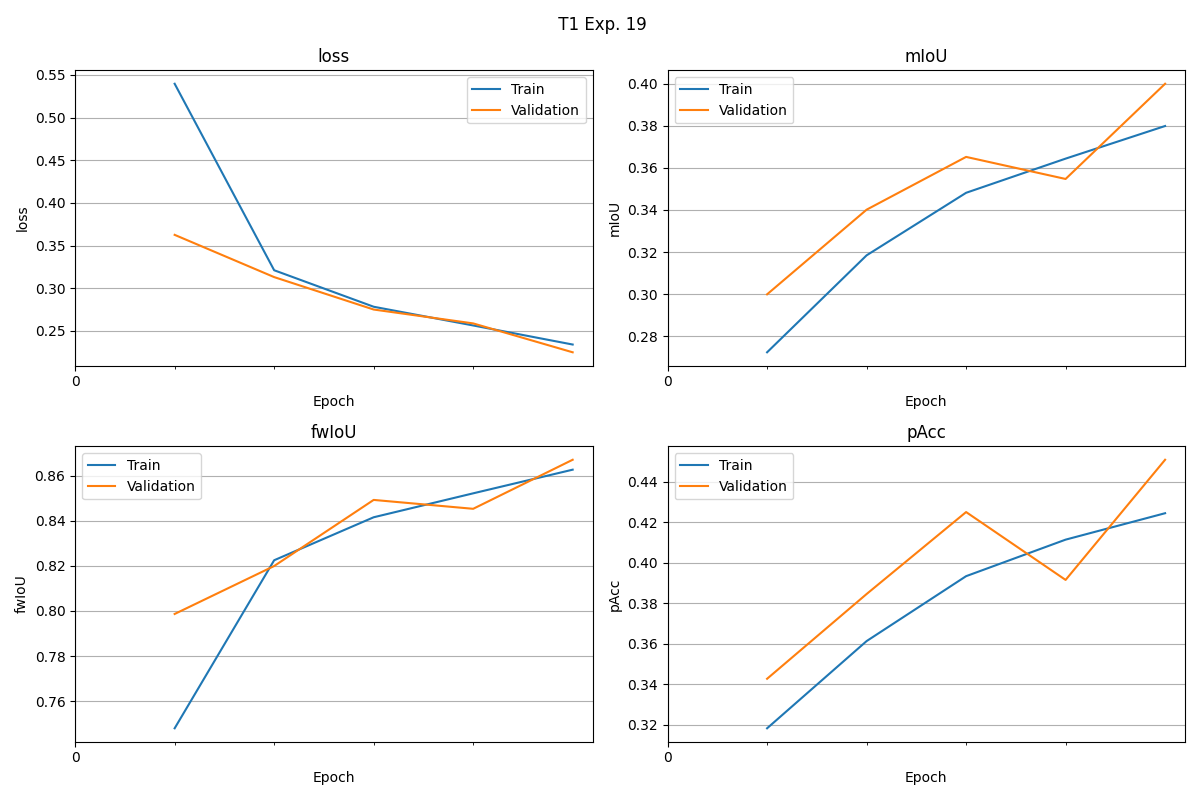 T1 Exp. 19
loss
0.55
0.50
0.45
0.40
0.35
0.30
0.25
loss
Train
Validation
0
Epoch
mIoU
0.40
0.38
0.36
0.34
0.32
0.30
0.28
mIoU
Train
Validation
0
Epoch
fwIoU
0.86
0.84
0.82
0.80
0.78
0.76
fwIoU
Train
Validation
0
Epoch
pAcc
0.44
0.42
0.40
0.38
0.36
0.34
0.32
pAcc
Train
Validation
0
Epoch